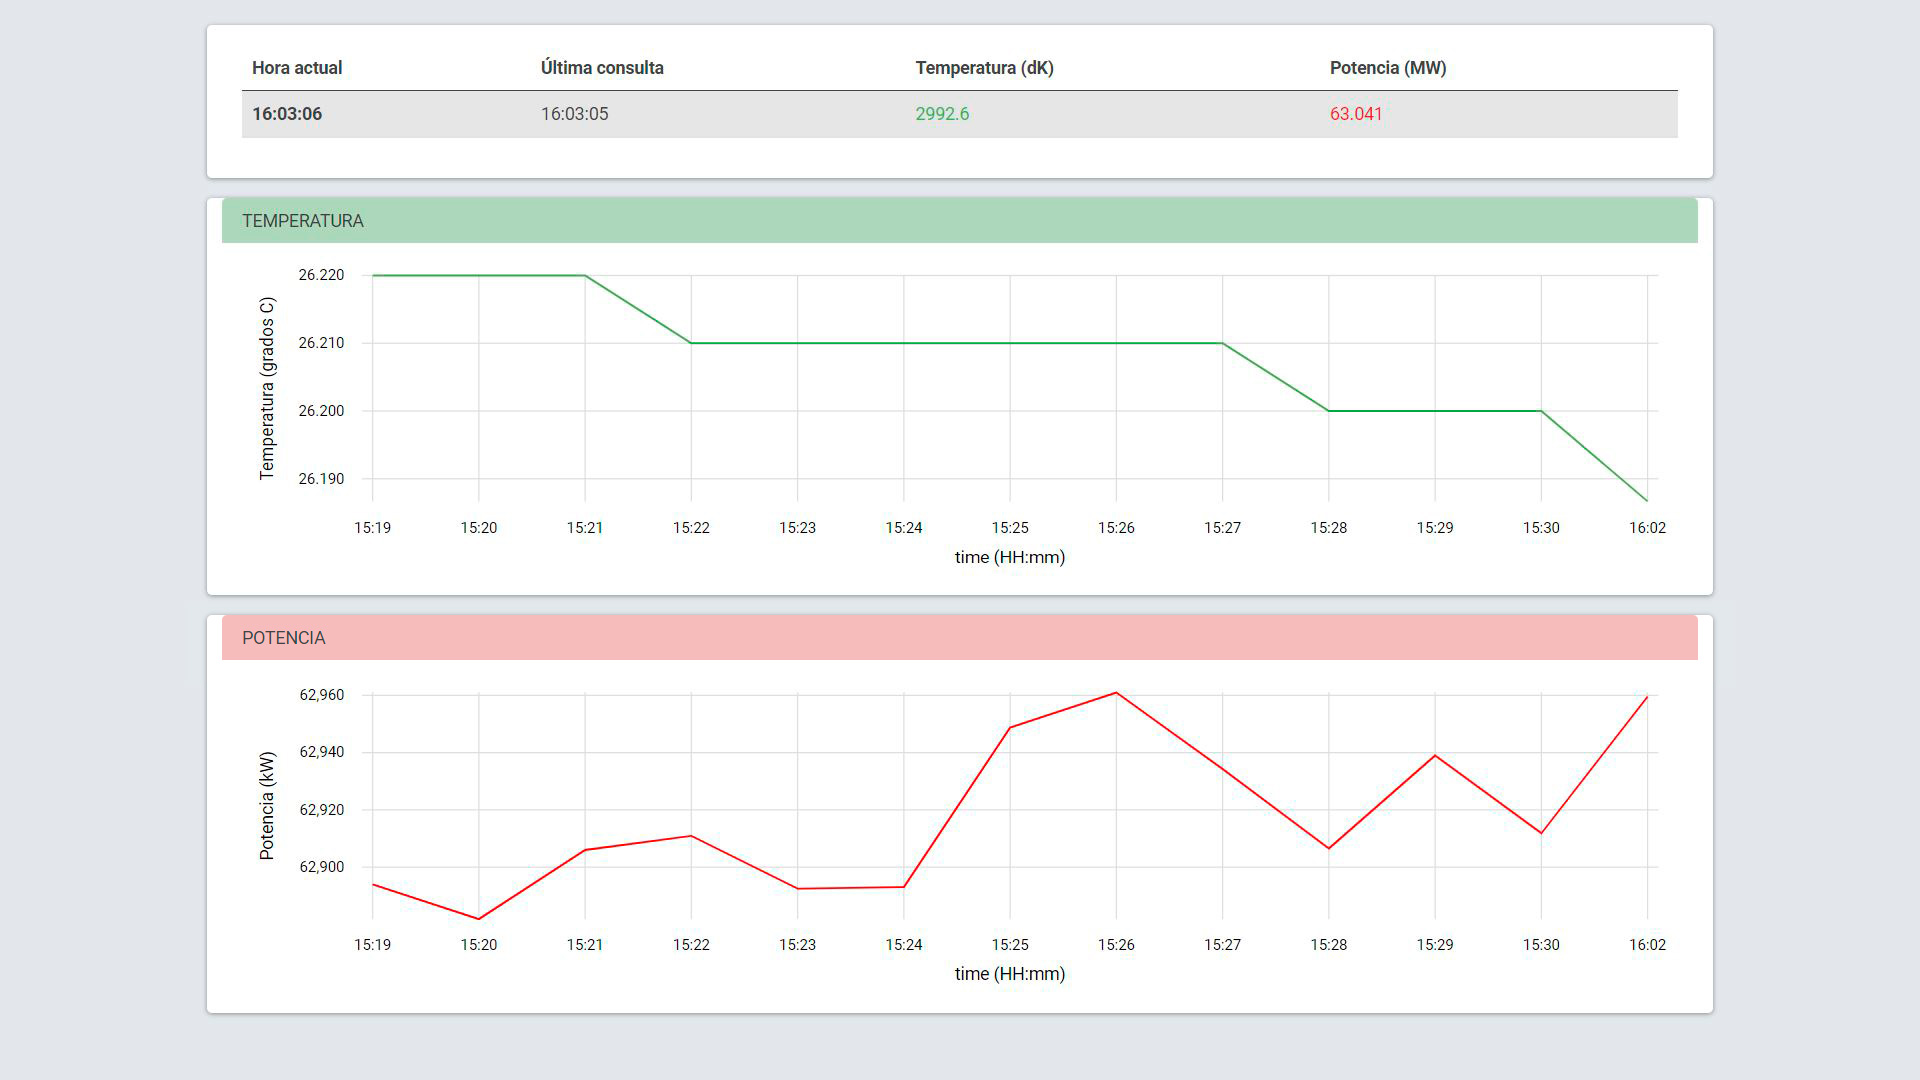 Hora actual Última consulta Temperatura (dK) Potencia (MW)
16:03:06 16:03:05 2992.6 63.041
TEMPERATURA
26.220
26.210
26.200
26.190
Temperatura (grados C)
15:19 15:20 15:21 15:22 15:23 15:24 15:25 15:26 15:27 15:28 15:29 15:30 16:02
time (HH:mm)
POTENCIA
62,960
62,940
62,920
62,900
Potencia (kW)
15:19 15:20 15:21 15:22 15:23 15:24 15:25 15:26 15:27 15:28 15:29 15:30 16:02
time (HH:mm)